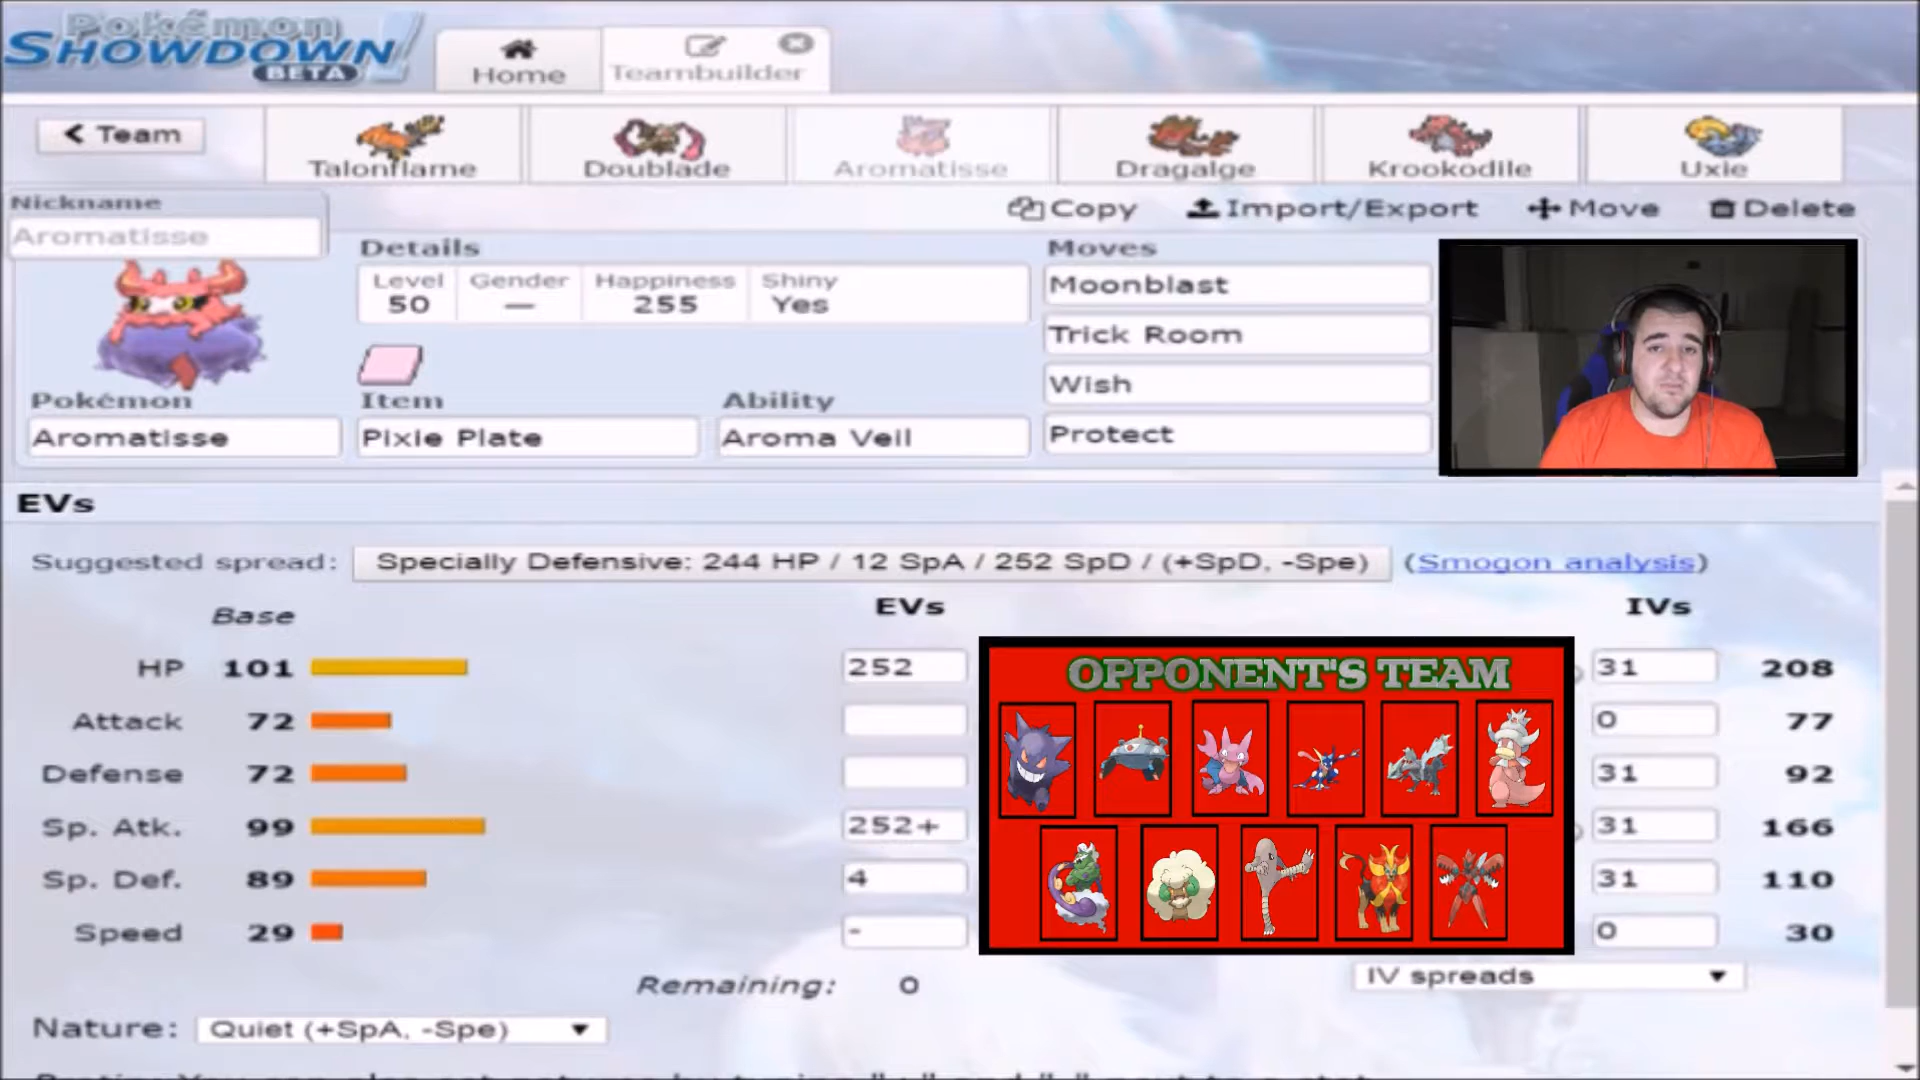 Pokémon
SHOWDOWN!
BETA
Home
Teambuilder
< Team
Talonflame
Doublade
Aromatisse
Dragalge
Krookodile
Uxie
Nickname
Aromatisse
Copy
Import/Export
Move
Delete
Details
Level
Gender
Happiness
Shiny
50
—
255
Yes
Moves
Moonblast
Trick Room
Wish
Protect
Pokémon
Item
Ability
Aromatisse
Pixie Plate
Aroma Veil
EVs
Suggested spread: Specially Defensive: 244 HP / 12 SpA / 252 SpD / (+SpD, -Spe) (Smogon analysis)
Base
EVs
IVs
HP 101 252 31 208
Attack 72 0 77
Defense 72 31 92
Sp. Atk. 99 252+ 31 166
Sp. Def. 89 4 31 110
Speed 29 - 0 30
OPPONENT'S TEAM
Remaining: 0
IV spreads
Nature: Quiet (+SpA, -Spe)